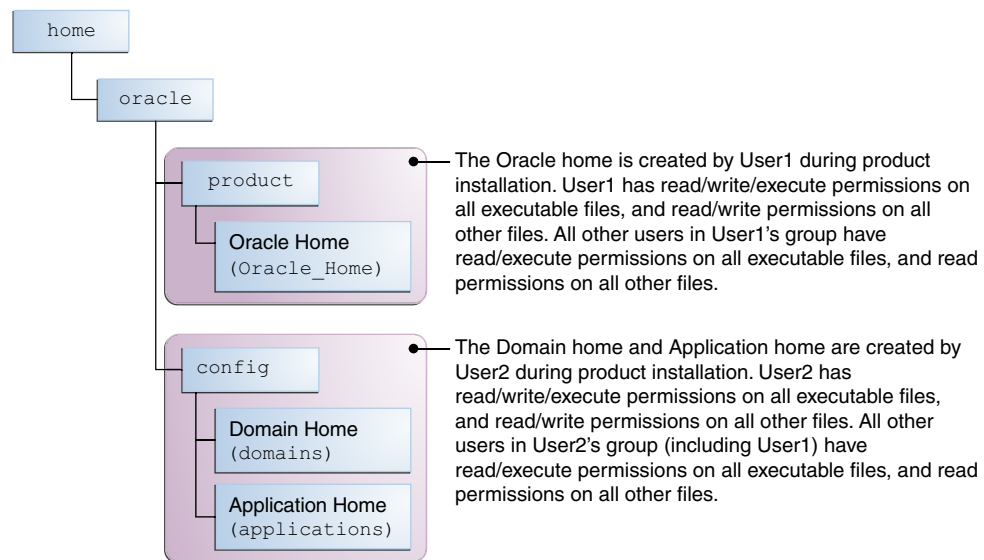 home
oracle
product
Oracle Home
(Oracle_Home)
The Oracle home is created by User1 during product
installation. User1 has read/write/execute permissions on
all executable files, and read/write permissions on all
other files. All other users in User1's group have
read/execute permissions on all executable files, and read
permissions on all other files.
config
Domain Home
(domains)
Application Home
(applications)
The Domain home and Application home are created by
User2 during product installation. User2 has
read/write/execute permissions on all executable files,
and read/write permissions on all other files. All other
users in User2's group (including User1) have
read/execute permissions on all executable files, and read
permissions on all other files.